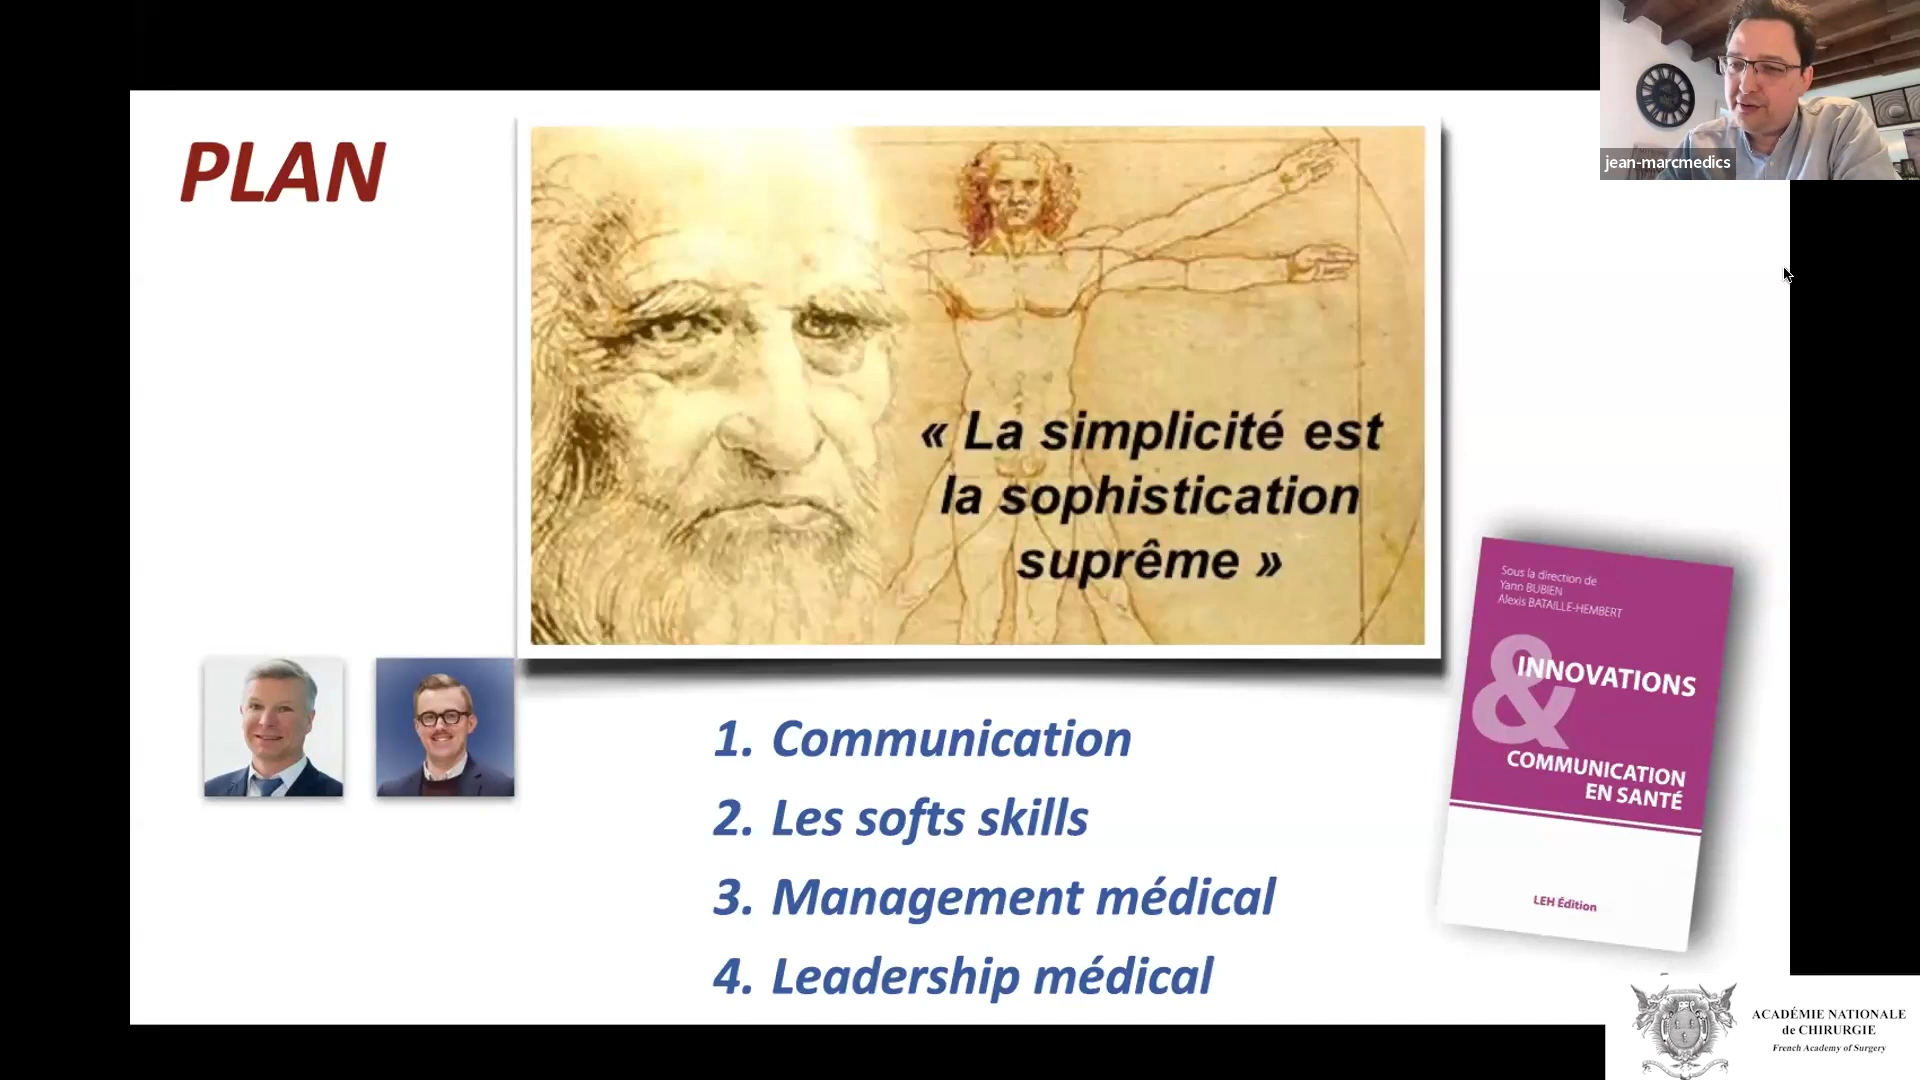 PLAN
jean-marcmedics
« La simplicité est
la sophistication
suprême »
Sous la direction de
Yann BUBIEN
Alexis BATAILLE-HEMBERT
&
INNOVATIONS
COMMUNICATION
EN SANTÉ
LEH Édition
1. Communication
2. Les softs skills
3. Management médical
4. Leadership médical
ACADÉMIE NATIONALE
de CHIRURGIE
French Academy of Surgery